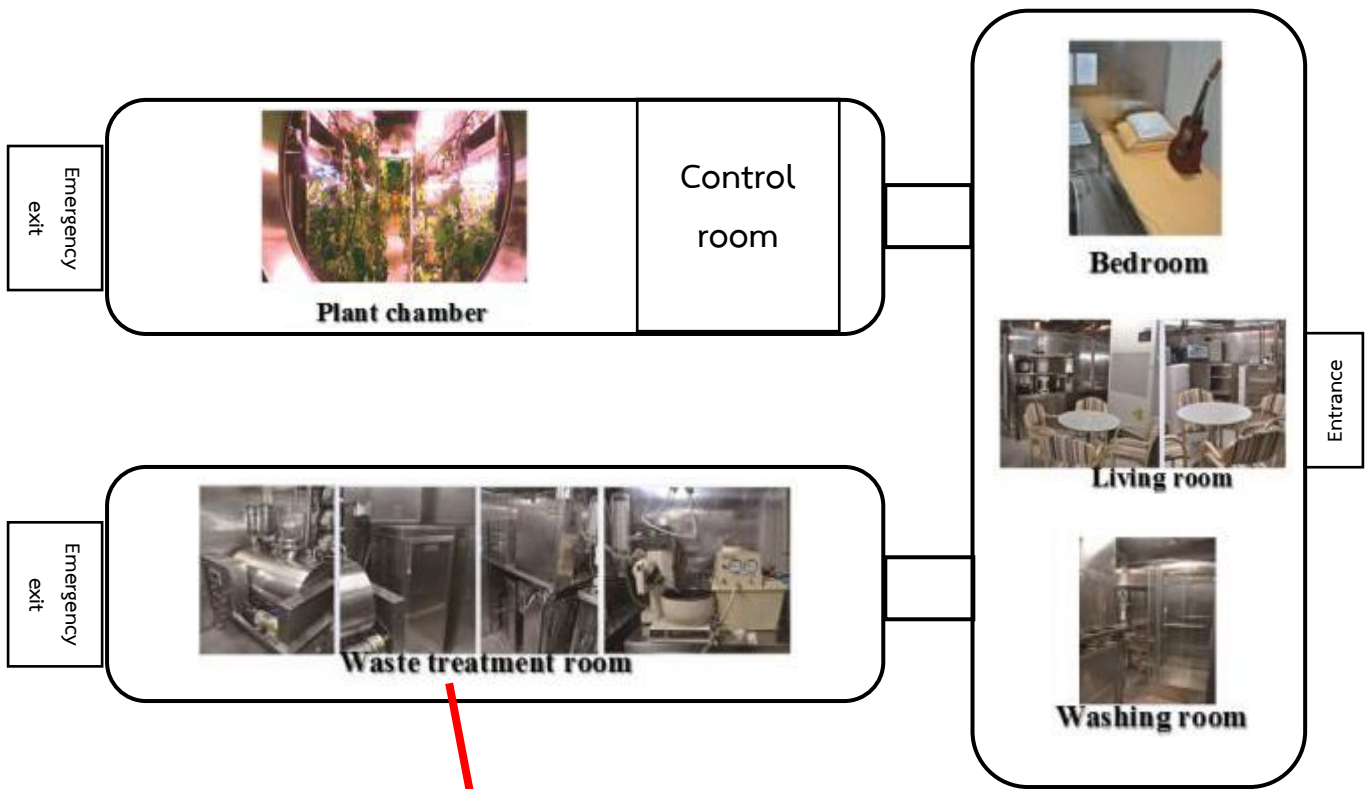 Emergency
exit
Plant chamber
Control
room
Bedroom
Living room
Entrance
Emergency
exit
Waste treatment room
Washing room